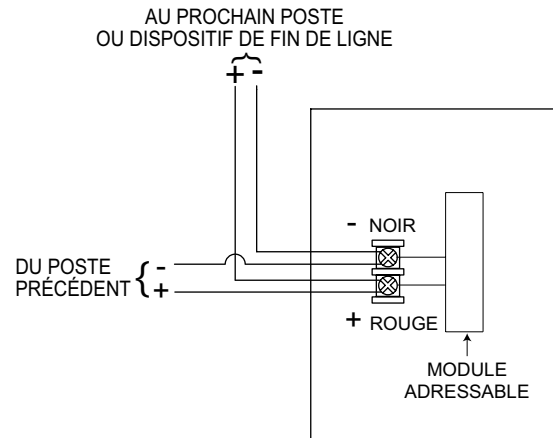 AU PROCHAIN POSTE
OU DISPOSITIF DE FIN DE LIGNE
+ -
- NOIR
DU POSTE
PRÉCÉDENT
-
+
+ ROUGE
MODULE
ADRESSABLE